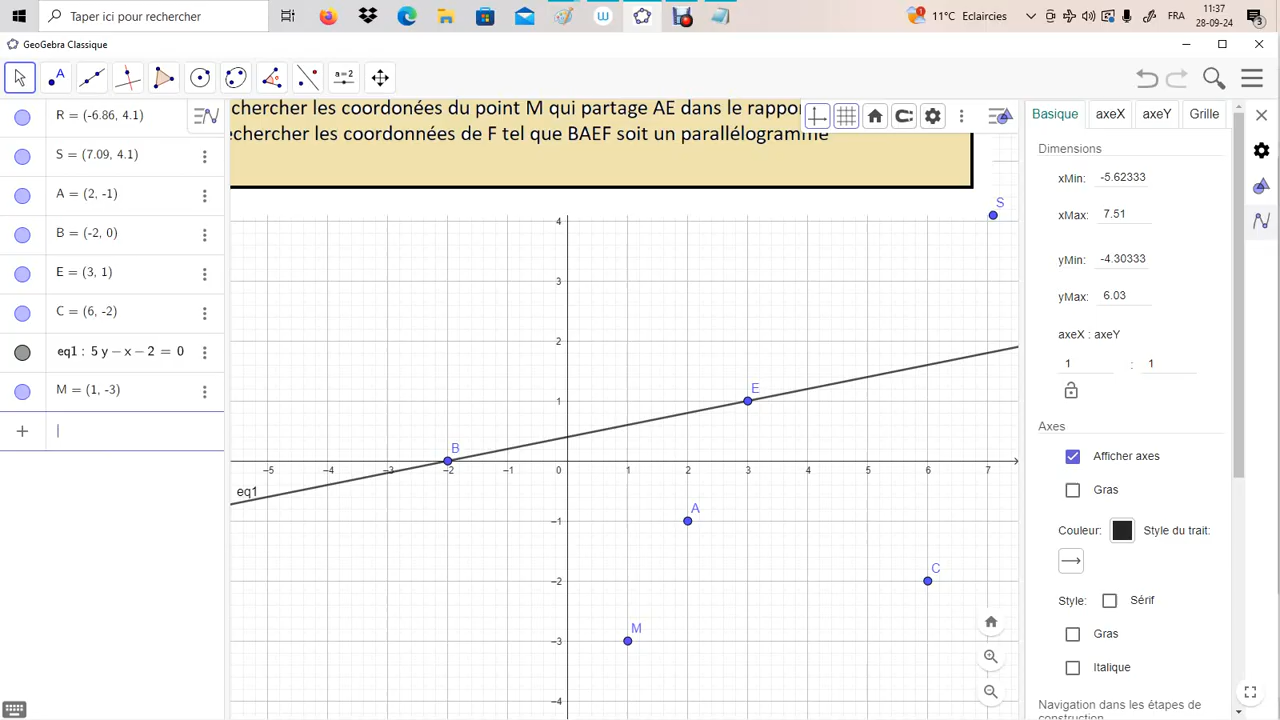 Taper ici pour rechercher
11°C Eclaircies
FRA
11:37
28-09-24
3
GeoGebra Classique
A
a=2
R = (-6.86, 4.1)
S = (7.09, 4.1)
A = (2, -1)
B = (-2, 0)
E = (3, 1)
C = (6, -2)
eq1 : 5 y − x − 2 = 0
M = (1, -3)
+
chercher les coordonées du point M qui partage AE dans le rappo
echercher les coordonnées de F tel que BAEF soit un parallélogramme
S
4
3
2
E
1
B
−5
−4
−3
−2
−1
0
1
2
3
4
5
6
7
eq1
A
−1
C
−2
M
−3
−4
Basique
axeX
axeY
Grille
Dimensions
xMin: -5.62333
xMax: 7.51
yMin: -4.30333
yMax: 6.03
axeX : axeY
1 : 1
Axes
Afficher axes
Gras
Couleur: Style du trait:
Style: Sérif
Gras
Italique
Navigation dans les étapes de
construction